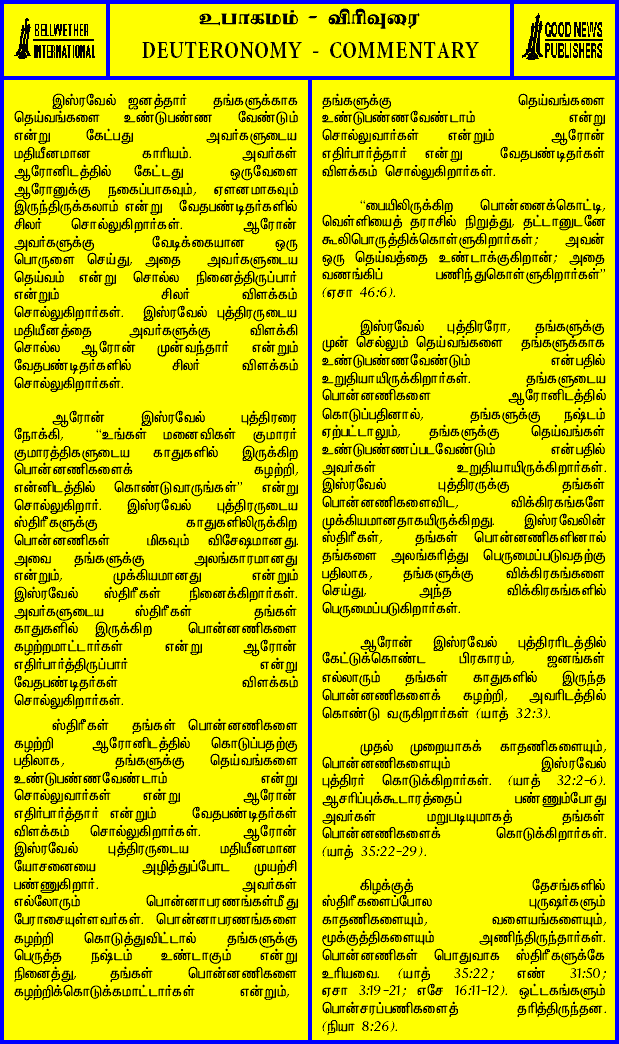 BELLWETHER
INTERNATIONAL
உபாகமம் - விரிவுரை
DEUTERONOMY - COMMENTARY
GOOD NEWS
PUBLISHERS
இஸ்ரவேல் ஜனத்தார் தங்களுக்காக
தெய்வங்களை உண்டுபண்ண வேண்டும்
என்று கேட்பது அவர்களுடைய
மதியீனமான காரியம். அவர்கள்
ஆரோனிடத்தில் கேட்டது ஒருவேளை
ஆரோனுக்கு நகைப்பாகவும், ஏளனமாகவும்
இருந்திருக்கலாம் என்று வேதபண்டிதர்களில்
சிலர் சொல்லுகிறார்கள். ஆரோன்
அவர்களுக்கு வேடிக்கையான ஒரு
பொருளை செய்து, அதை அவர்களுடைய
தெய்வம் என்று சொல்ல நினைத்திருப்பார்
என்றும் சிலர் விளக்கம்
சொல்லுகிறார்கள். இஸ்ரவேல் புத்திரருடைய
மதியீனத்தை அவர்களுக்கு விளக்கி
சொல்ல ஆரோன் முன்வந்தார் என்றும்
வேதபண்டிதர்களில் சிலர் விளக்கம்
சொல்லுகிறார்கள்.
ஆரோன் இஸ்ரவேல் புத்திரரை
நோக்கி, “உங்கள் மனைவிகள் குமாரர்
குமாரத்திகளுடைய காதுகளில் இருக்கிற
பொன்னணிகளைக் கழற்றி,
என்னிடத்தில் கொண்டுவாருங்கள்” என்று
சொல்லுகிறார். இஸ்ரவேல் புத்திரருடைய
ஸ்திரீகளுக்கு காதுகளிலிருக்கிற
பொன்னணிகள் மிகவும் விசேஷமானது.
அவை தங்களுக்கு அலங்காரமானது
என்றும், முக்கியமானது என்றும்
இஸ்ரவேல் ஸ்திரீகள் நினைக்கிறார்கள்.
அவர்களுடைய ஸ்திரீகள் தங்கள்
காதுகளில் இருக்கிற பொன்னணிகளை
கழற்றமாட்டார்கள் என்று ஆரோன்
எதிர்பார்த்திருப்பார் என்று
வேதபண்டிதர்கள் விளக்கம்
சொல்லுகிறார்கள்.
ஸ்திரீகள் தங்கள் பொன்னணிகளை
கழற்றி ஆரோனிடத்தில் கொடுப்பதற்கு
பதிலாக, தங்களுக்கு தெய்வங்களை
உண்டுபண்ணவேண்டாம் என்று
சொல்லுவார்கள் என்று ஆரோன்
எதிர்பார்த்தார் என்றும் வேதபண்டிதர்கள்
விளக்கம் சொல்லுகிறார்கள். ஆரோன்
இஸ்ரவேல் புத்திரருடைய மதியீனமான
யோசனையை அழித்துப்போட முயற்சி
பண்ணுகிறார். அவர்கள்
எல்லோரும் பொன்னாபரணங்கள்மீது
பேராசையுள்ளவர்கள். பொன்னாபரணங்களை
கழற்றி கொடுத்துவிட்டால் தங்களுக்கு
பெருத்த நஷ்டம் உண்டாகும் என்று
நினைத்து, தங்கள் பொன்னணிகளை
கழற்றிக்கொடுக்கமாட்டார்கள் என்றும்,
தங்களுக்கு தெய்வங்களை
உண்டுபண்ணவேண்டாம் என்று
சொல்லுவார்கள் என்றும் ஆரோன்
எதிர்பார்த்தார் என்று வேதபண்டிதர்கள்
விளக்கம் சொல்லுகிறார்கள்.
“பையிலிருக்கிற பொன்னைக்கொட்டி,
வெள்ளியைத் தராசில் நிறுத்து, தட்டானுடனே
கூலிபொருத்திக்கொள்ளுகிறார்கள்; அவன்
ஒரு தெய்வத்தை உண்டாக்குகிறான்; அதை
வணங்கிப் பணிந்துகொள்ளுகிறார்கள்”
(ஏசா 46:6).
இஸ்ரவேல் புத்திரரோ, தங்களுக்கு
முன் செல்லும் தெய்வங்களை தங்களுக்காக
உண்டுபண்ணவேண்டும் என்பதில்
உறுதியாயிருக்கிறார்கள். தங்களுடைய
பொன்னணிகளை ஆரோனிடத்தில்
கொடுப்பதினால், தங்களுக்கு நஷ்டம்
ஏற்பட்டாலும், தங்களுக்கு தெய்வங்கள்
உண்டுபண்ணப்படவேண்டும் என்பதில்
அவர்கள் உறுதியாயிருக்கிறார்கள்.
இஸ்ரவேல் புத்திரருக்கு தங்கள்
பொன்னணிகளைவிட, விக்கிரகங்களே
முக்கியமானதாகயிருக்கிறது. இஸ்ரவேலின்
ஸ்திரீகள், தங்கள் பொன்னணிகளினால்
தங்களை அலங்கரித்து பெருமைப்படுவதற்கு
பதிலாக, தங்களுக்கு விக்கிரகங்களை
செய்து, அந்த விக்கிரகங்களில்
பெருமைப்படுகிறார்கள்.
ஆரோன் இஸ்ரவேல் புத்திரரிடத்தில்
கேட்டுக்கொண்ட பிரகாரம், ஜனங்கள்
எல்லாரும் தங்கள் காதுகளில் இருந்த
பொன்னணிகளைக் கழற்றி, அவரிடத்தில்
கொண்டு வருகிறார்கள் (யாத் 32:3).
முதல் முறையாகக் காதணிகளையும்,
பொன்னணிகளையும் இஸ்ரவேல்
புத்திரர் கொடுக்கிறார்கள். (யாத் 32:2-6).
ஆசரிப்புக்கூடாரத்தைப் பண்ணும்போது
அவர்கள் மறுபடியுமாகத் தங்கள்
பொன்னணிகளைக் கொடுக்கிறார்கள்.
(யாத் 35:22-29).
கிழக்குத் தேசங்களில்
ஸ்திரீகளைப்போல புருஷர்களும்
காதணிகளையும், வளையங்களையும்,
மூக்குத்திகளையும் அணிந்திருந்தார்கள்.
பொன்னணிகள் பொதுவாக ஸ்திரீகளுக்கே
உரியவை. (யாத் 35:22; எண் 31:50;
ஏசா 3:19-21; எசே 16:11-12). ஒட்டகங்களும்
பொன்சரப்பணிகளைத் தரித்திருந்தன.
(நியா 8:26).